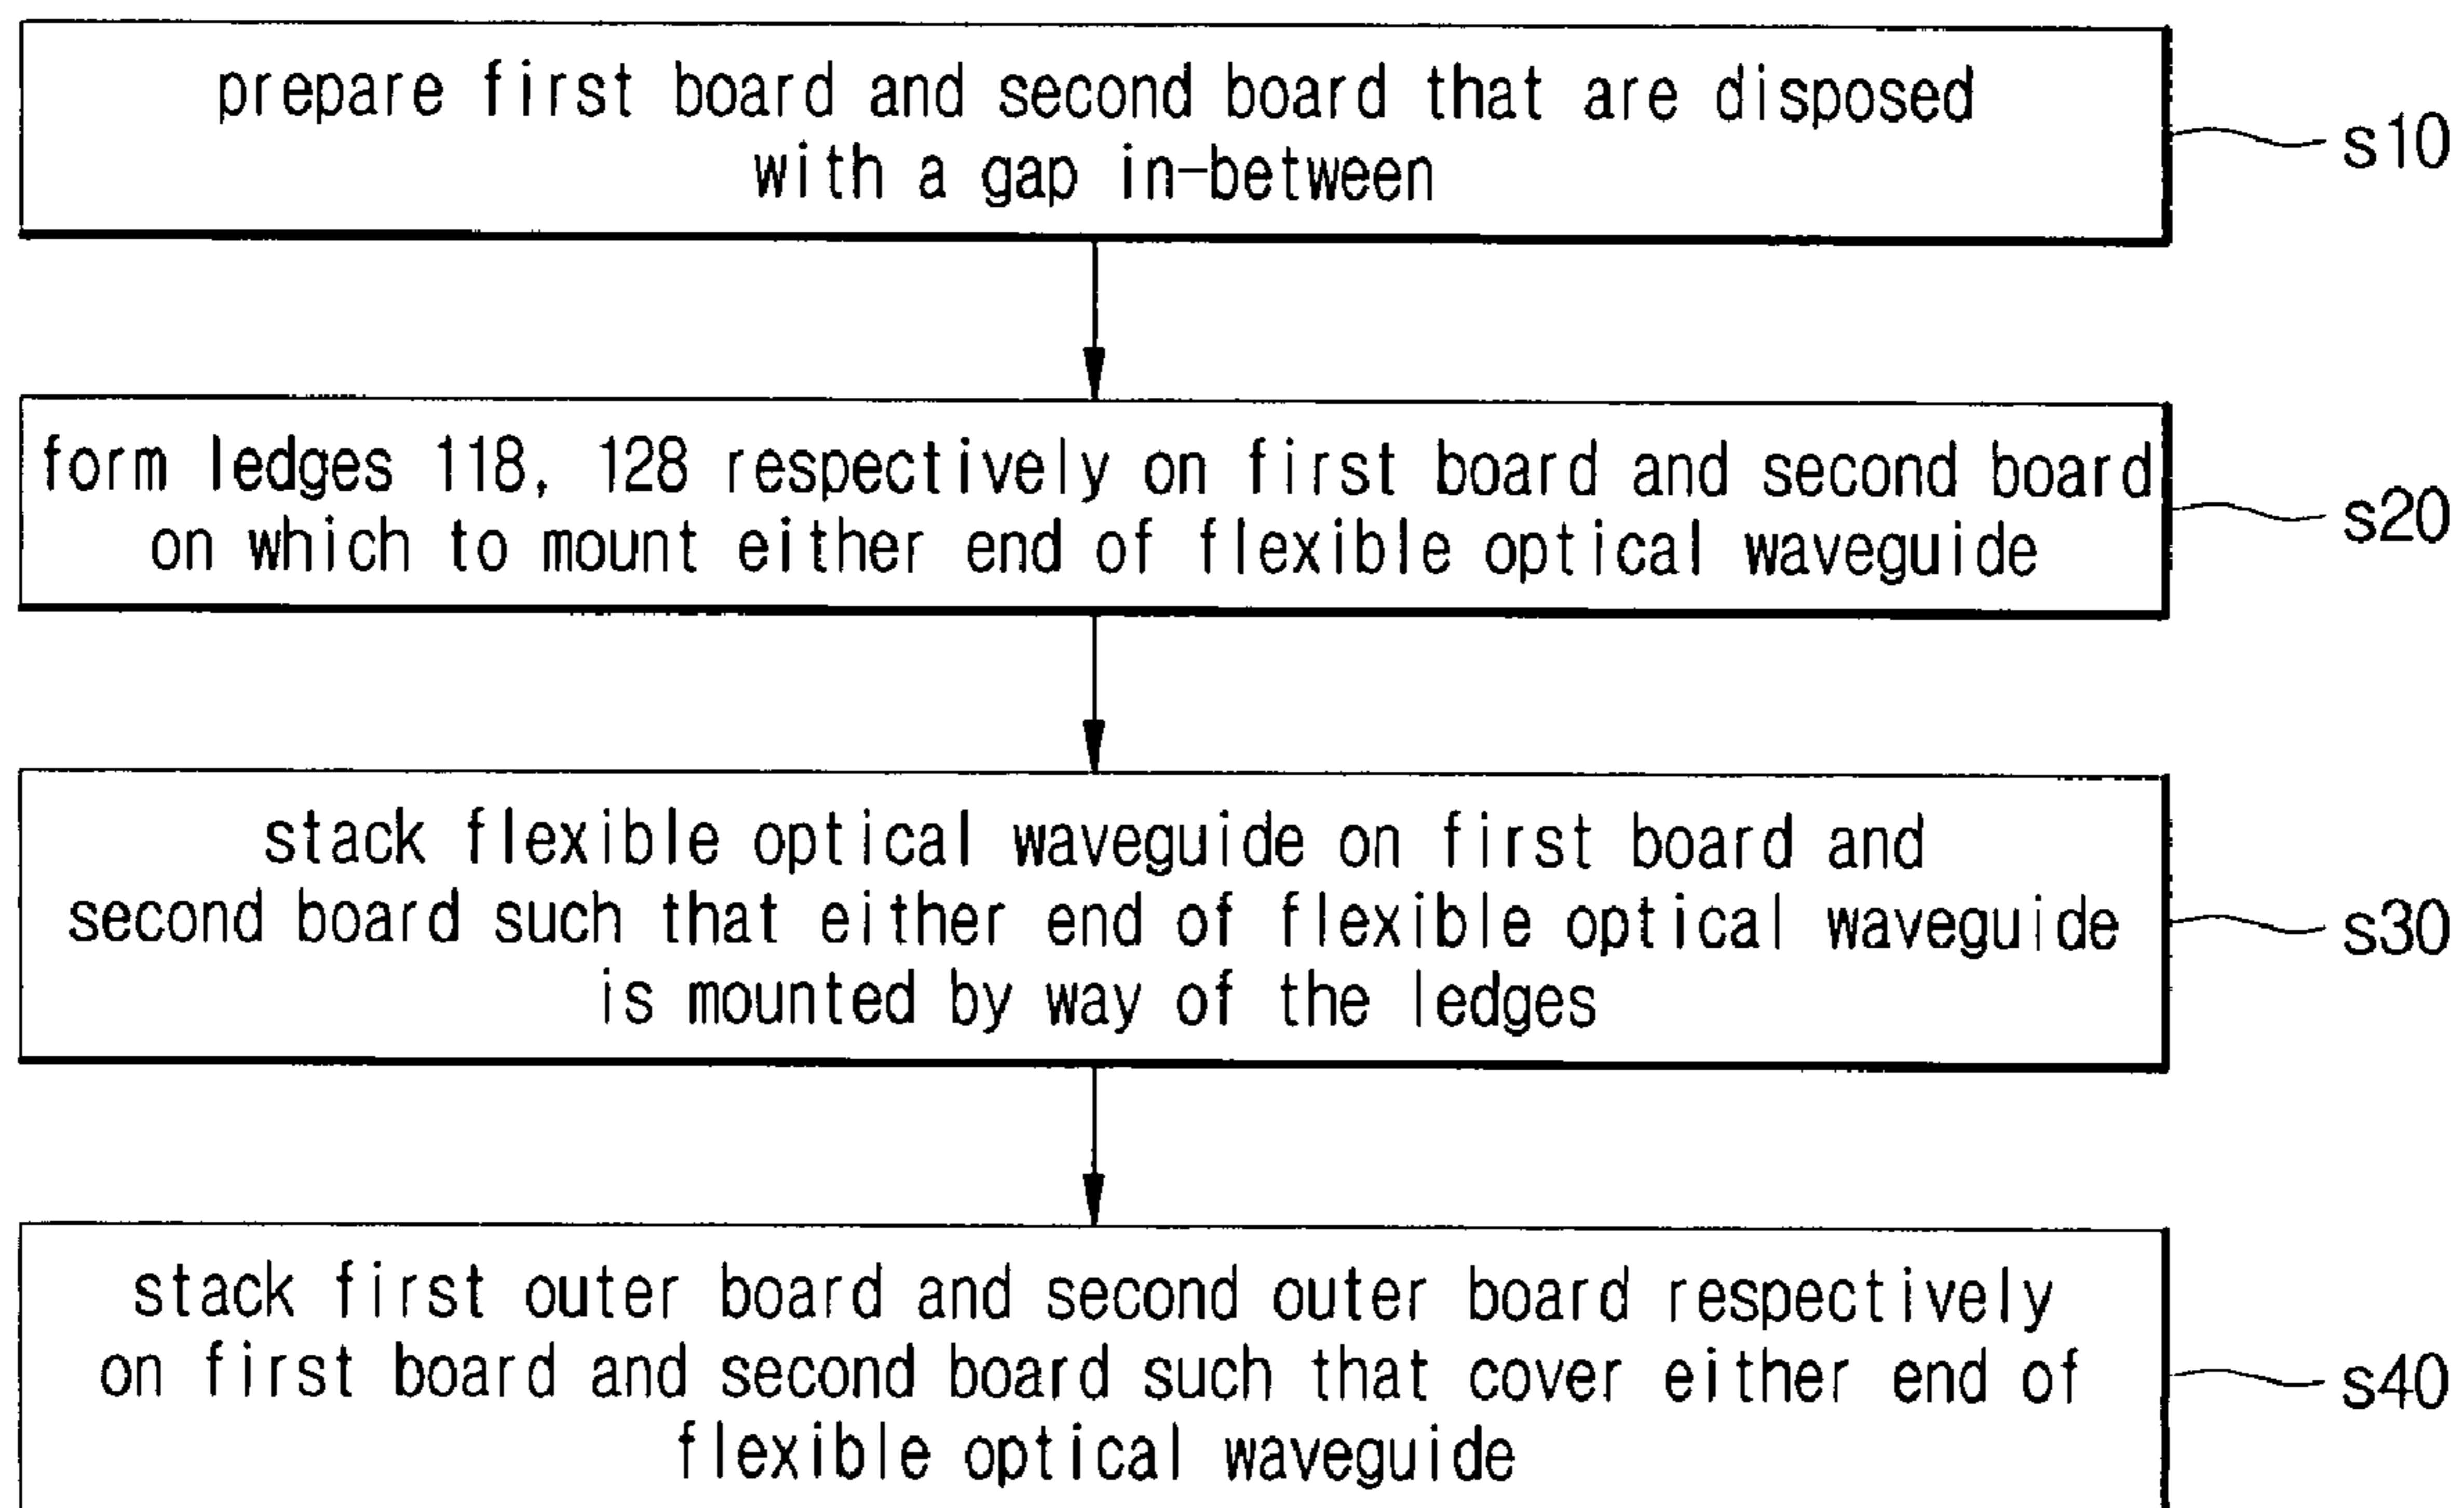 prepare first board and second board that are disposed
with a gap in-between
s10
form ledges 118, 128 respectively on first board and second board
on which to mount either end of flexible optical waveguide
s20
stack flexible optical waveguide on first board and
second board such that either end of flexible optical waveguide
is mounted by way of the ledges
s30
stack first outer board and second outer board respectively
on first board and second board such that cover either end of
flexible optical waveguide
s40